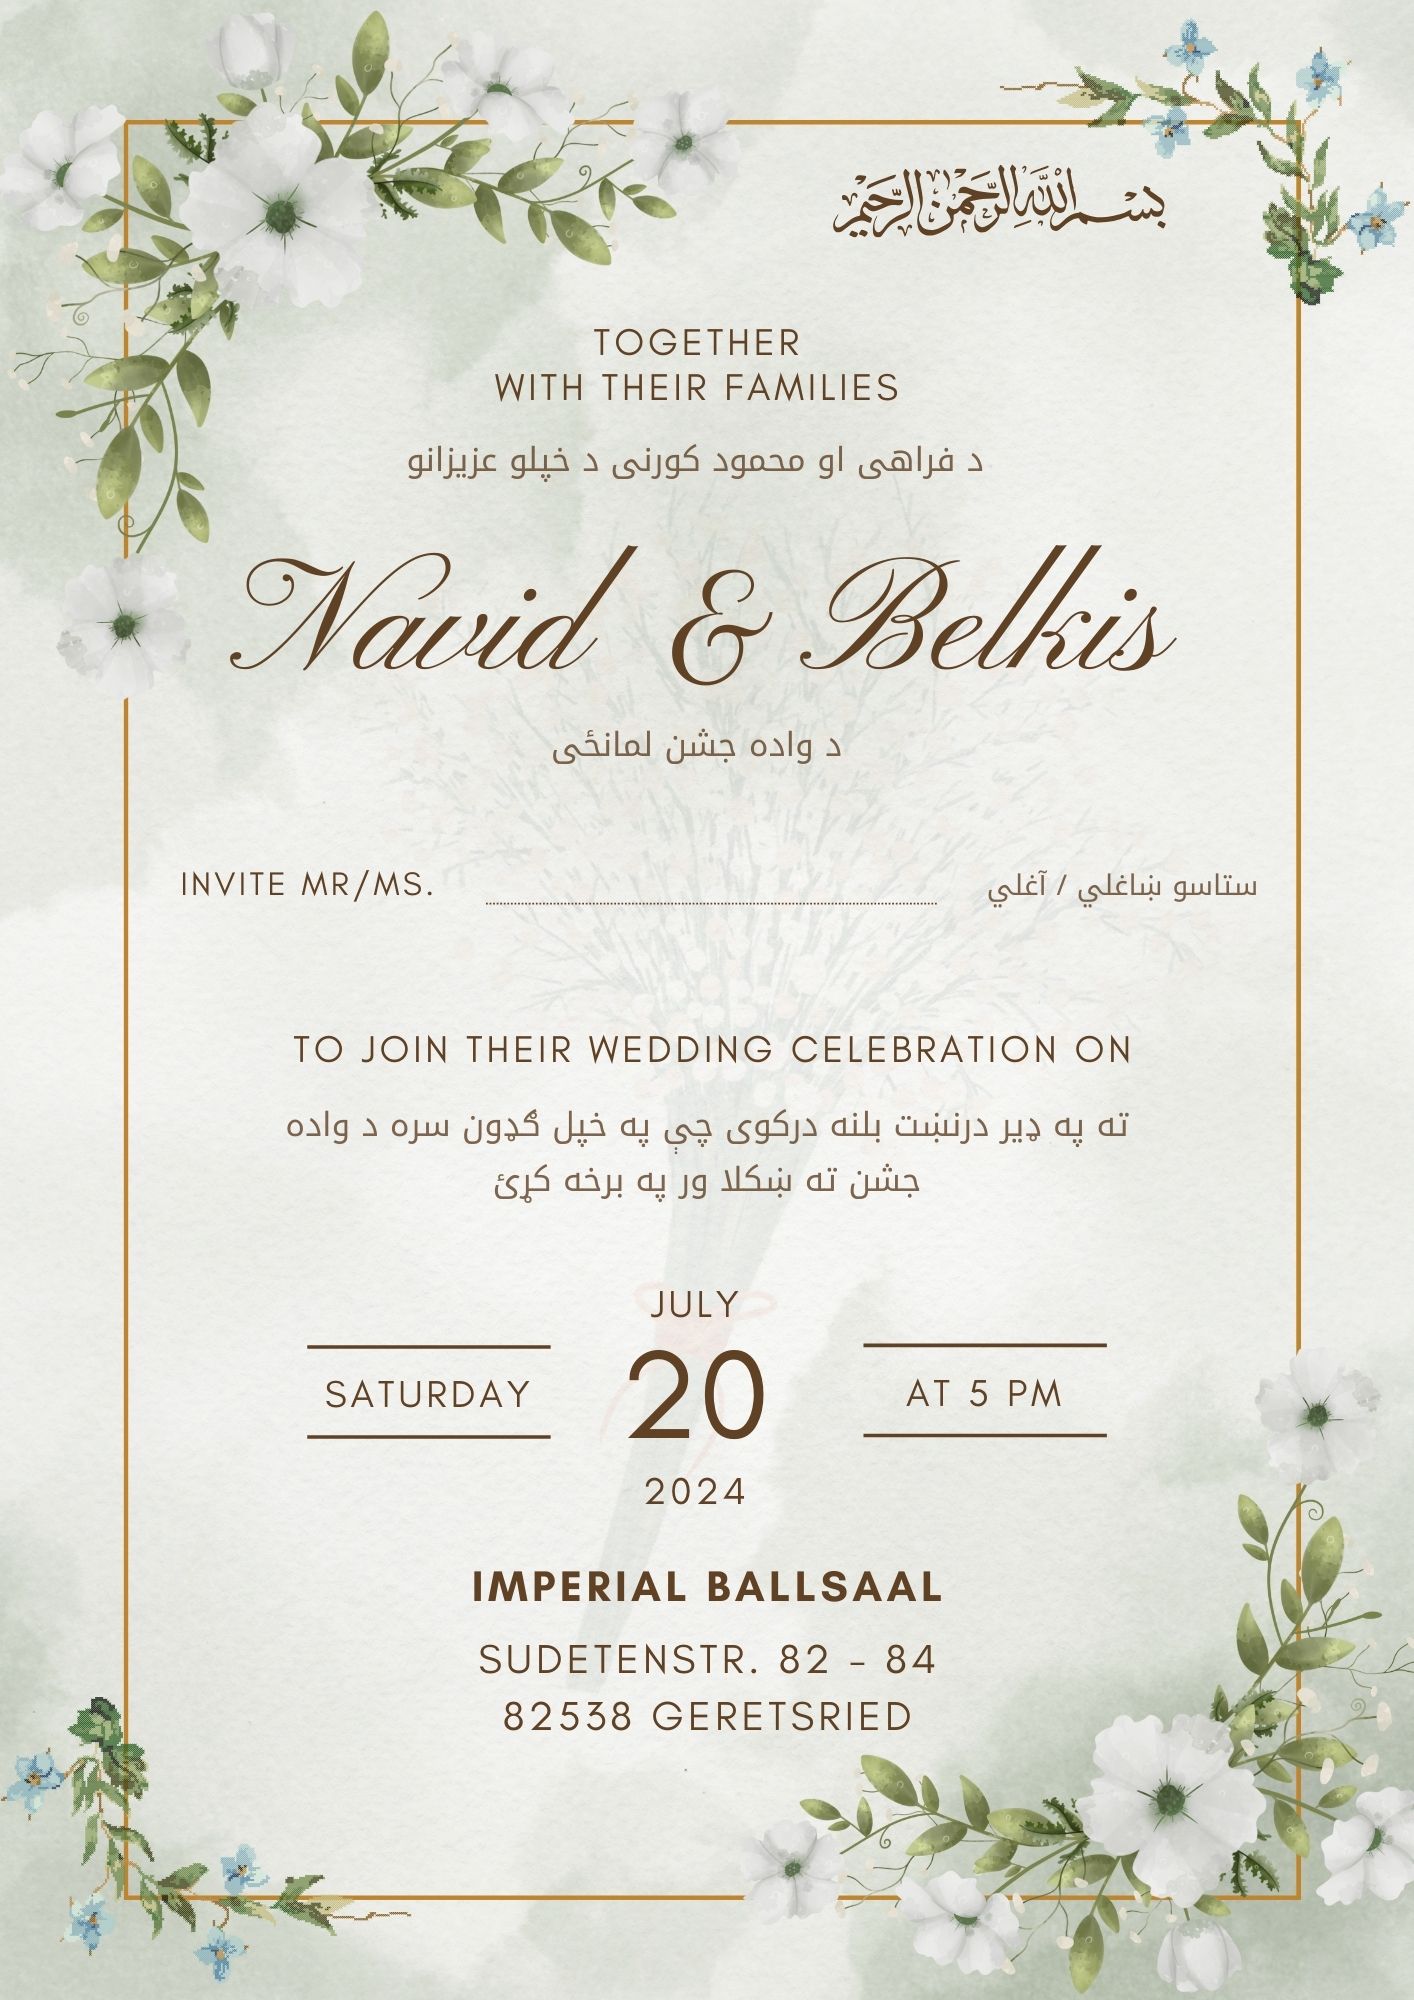 بسم الله الرحمن الرحيم
TOGETHER
WITH THEIR FAMILIES
د فراهی او محمود کورنی د خپلو عزیزانو
Navid & Belkis
د واده جشن لمانځی
INVITE MR/MS. ستاسو ښاغلي / آغلي
TO JOIN THEIR WEDDING CELEBRATION ON
ته په ډیر درنښت بلنه درکوی چې په خپل ګډون سره د واده
جشن ته ښکلا ور په برخه کړئ
JULY
SATURDAY 20 AT 5 PM
2024
IMPERIAL BALLSAAL
SUDETENSTR. 82 - 84
82538 GERETSRIED